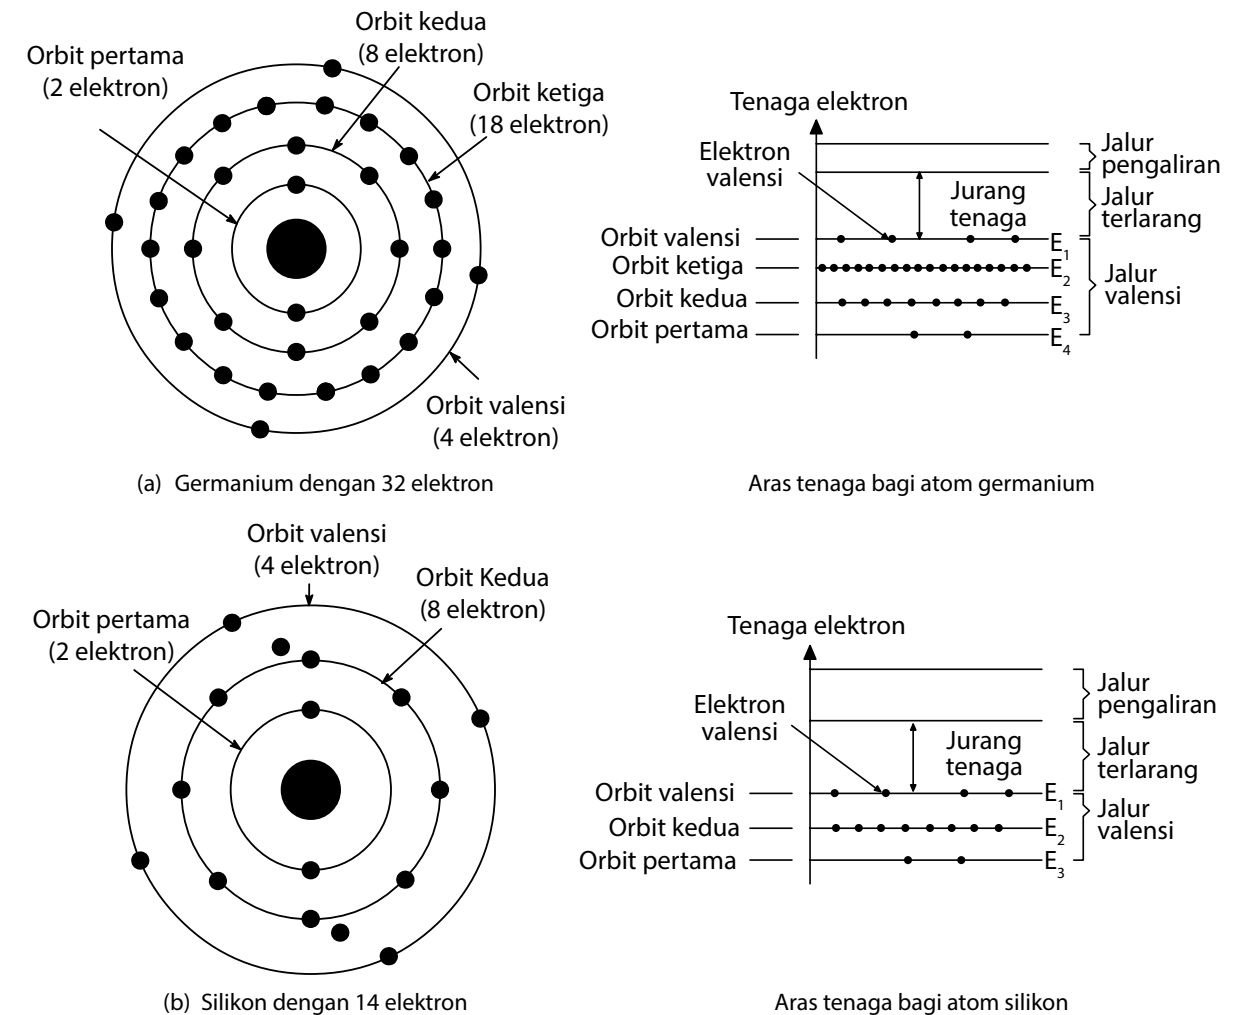 Orbit kedua
(8 elektron)
Orbit pertama
(2 elektron)
Orbit ketiga
(18 elektron)
Orbit valensi
(4 elektron)
(a) Germanium dengan 32 elektron
Tenaga elektron
Elektron
valensi
Jurang
tenaga
Jalur
pengaliran
Jalur
terlarang
Jalur
valensi
Orbit valensi
E1
Orbit ketiga
E2
Orbit kedua
E3
Orbit pertama
E4
Aras tenaga bagi atom germanium
Orbit valensi
(4 elektron)
Orbit Kedua
(8 elektron)
Orbit pertama
(2 elektron)
(b) Silikon dengan 14 elektron
Tenaga elektron
Elektron
valensi
Jurang
tenaga
Jalur
pengaliran
Jalur
terlarang
Jalur
valensi
Orbit valensi
E1
Orbit kedua
E2
Orbit pertama
E3
Aras tenaga bagi atom silikon